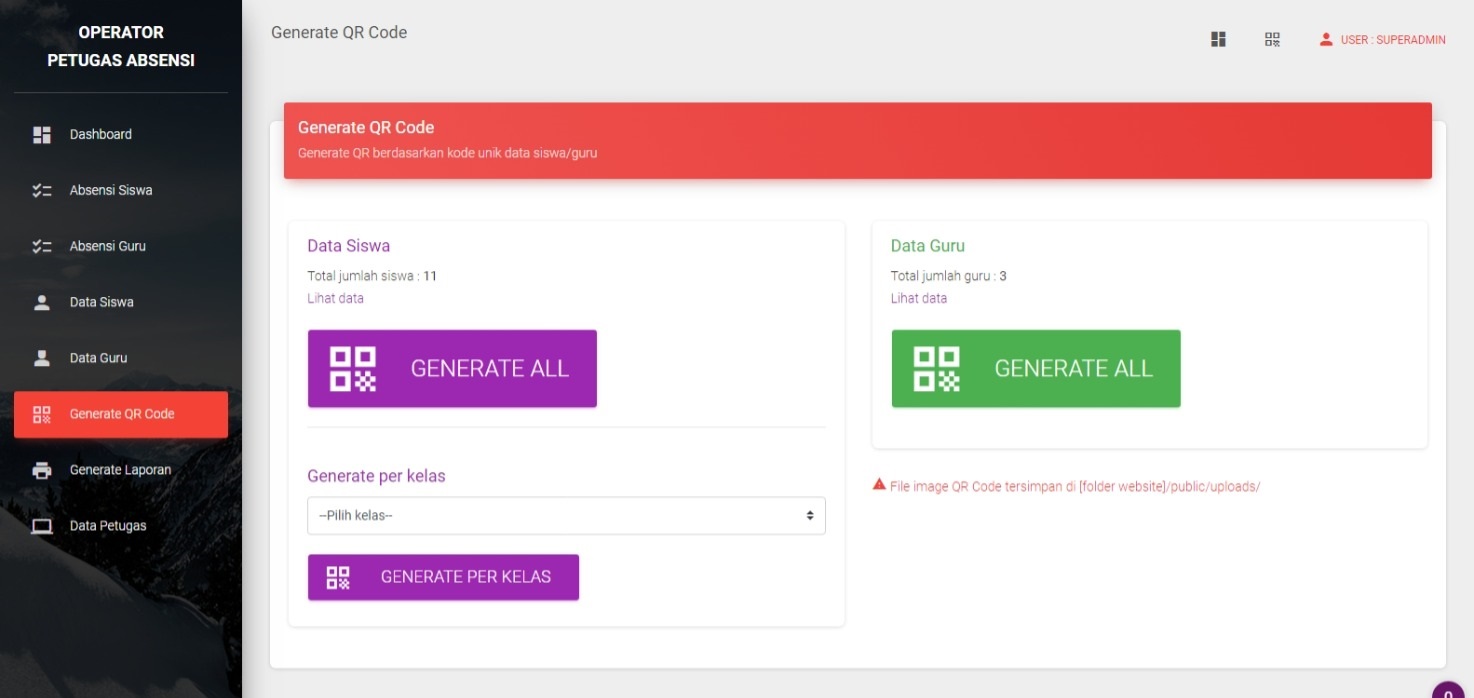 OPERATOR
PETUGAS ABSENSI
Dashboard
Absensi Siswa
Absensi Guru
Data Siswa
Data Guru
Generate QR Code
Generate Laporan
Data Petugas
Generate QR Code
USER : SUPERADMIN
Generate QR Code
Generate QR berdasarkan kode unik data siswa/guru
Data Siswa
Total jumlah siswa : 11
Lihat data
GENERATE ALL
Generate per kelas
--Pilih kelas--
GENERATE PER KELAS
Data Guru
Total jumlah guru : 3
Lihat data
GENERATE ALL
File image QR Code tersimpan di [folder website]/public/uploads/